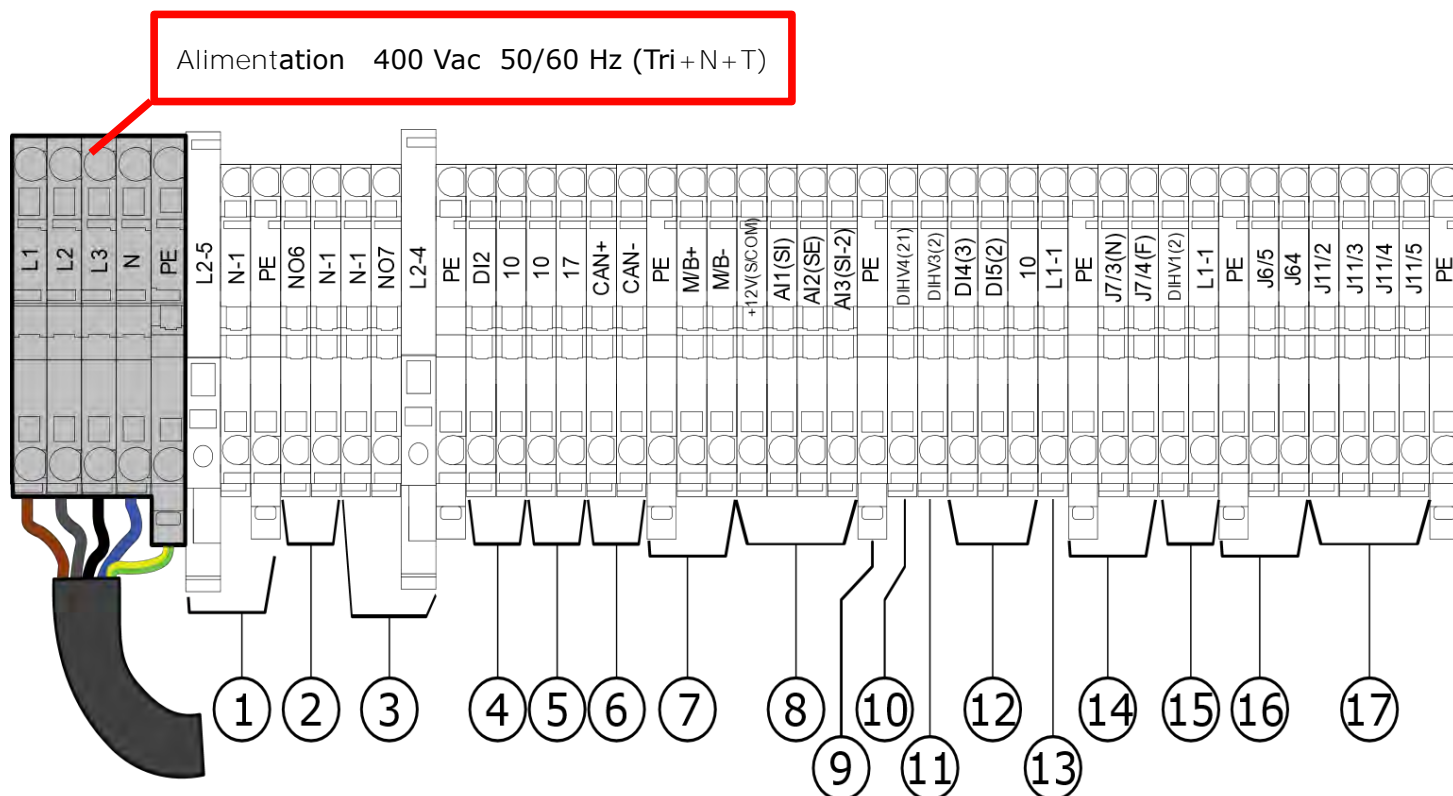 Alimentation 400 Vac 50/60 Hz (Tri+N+T)
L1
L2
L3
N
PE
L2-5
N-1
PE
NO6
N-1
N-1
NO7
L2-4
PE
DI2
10
10
17
CAN+
CAN-
PE
M/B+
M/B-
+12V(S/COM)
AI1(SI)
AI2(SE)
AI3(SI-2)
PE
DIHV4(21)
DIHV3(2)
DI4(3)
DI5(2)
10
L1-1
PE
J7/3(N)
J7/4(F)
DIHV1(2)
L1-1
PE
J6/5
J64
J11/2
J11/3
J11/4
J11/5
PE
1
2
3
4
5
6
7
8
9
10
11
12
13
14
15
16
17